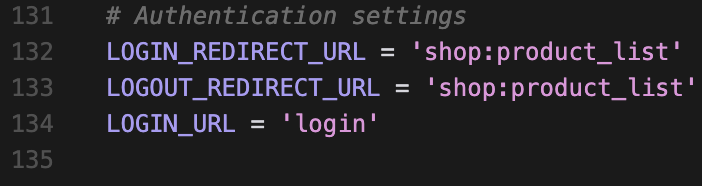 131 # Authentication settings
132 LOGIN_REDIRECT_URL = 'shop:product_list'
133 LOGOUT_REDIRECT_URL = 'shop:product_list'
134 LOGIN_URL = 'login'
135